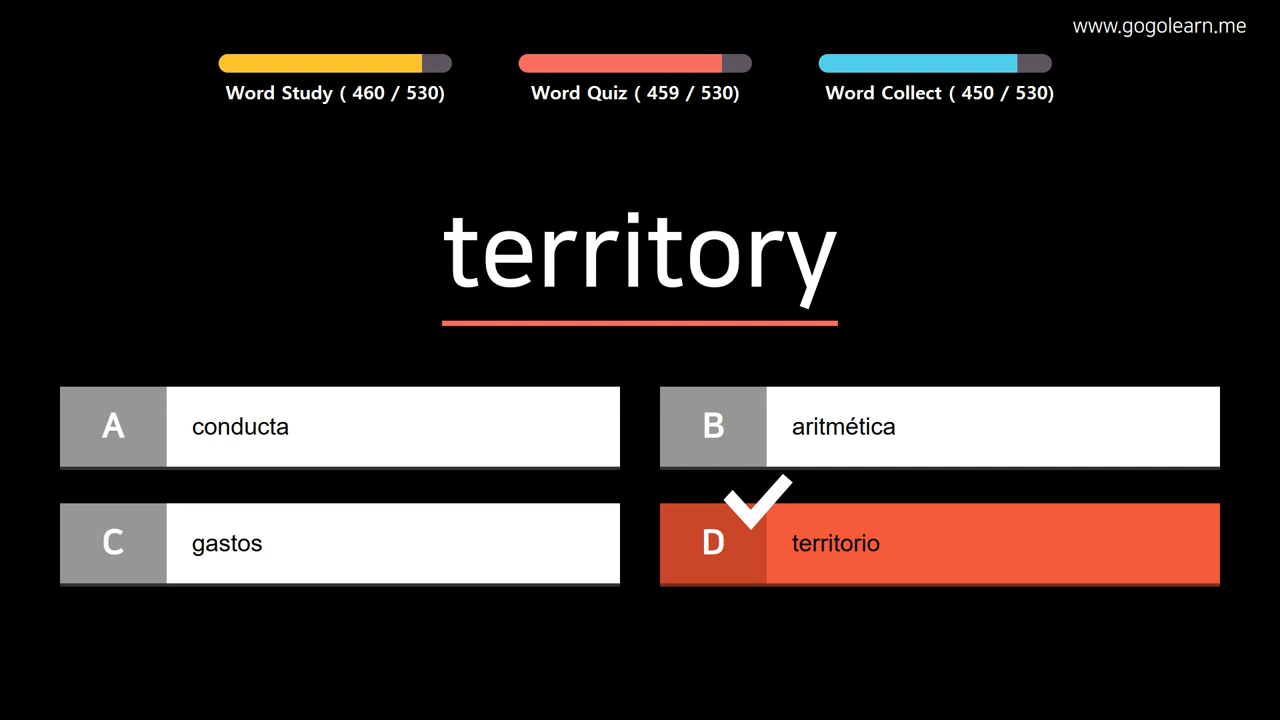 www.gogolearn.me
Word Study ( 460 / 530)
Word Quiz ( 459 / 530)
Word Collect ( 450 / 530)
territory
A
conducta
B
aritmética
C
gastos
D
territorio